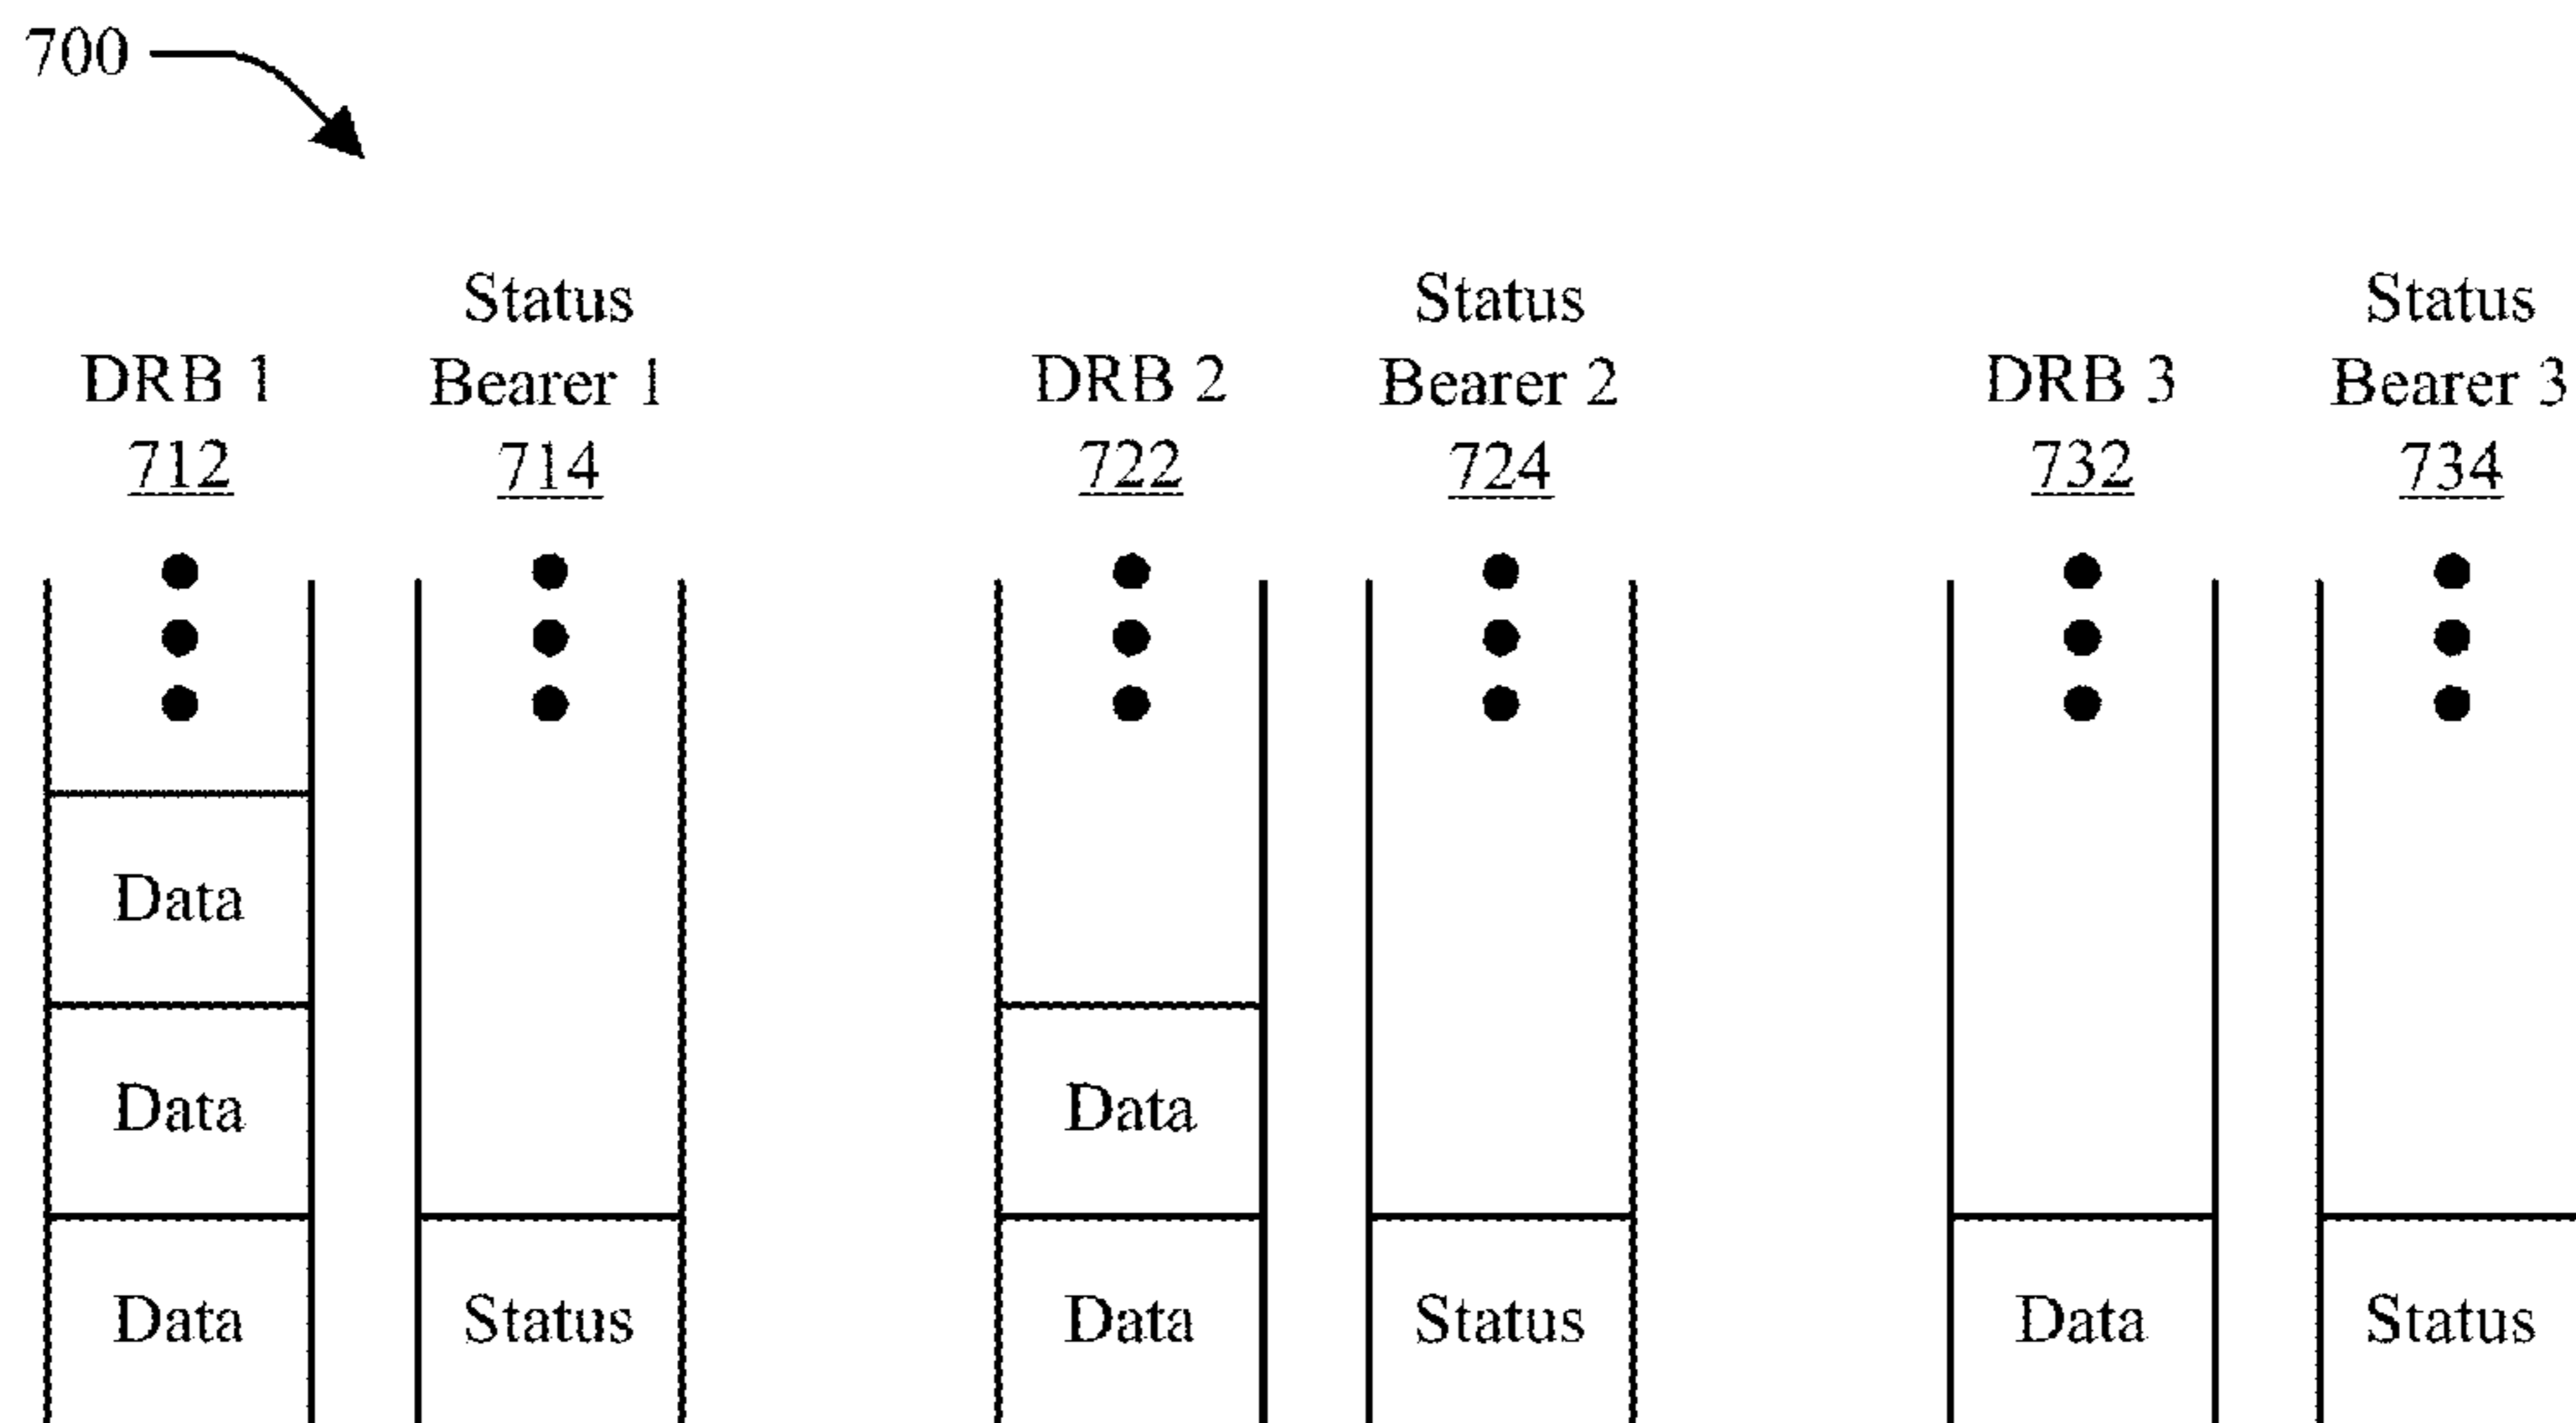 700
Status
Status
Status
DRB 1
Bearer 1
DRB 2
Bearer 2
DRB 3
Bearer 3
712
714
722
724
732
734
Data
Data
Data
Data
Status
Data
Status
Data
Status